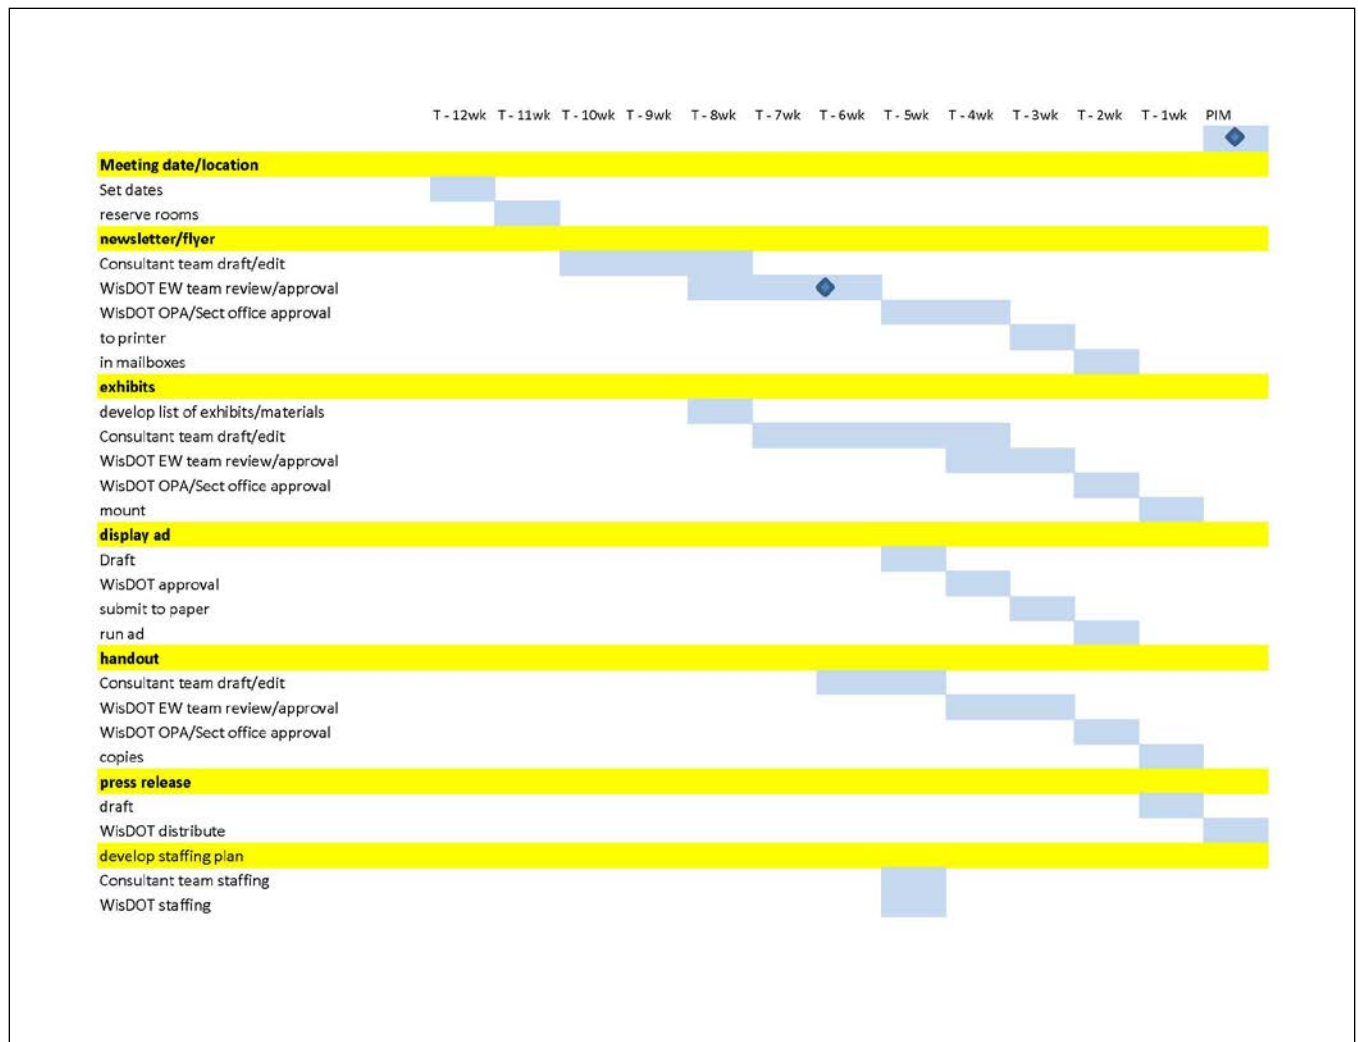 T - 12wk T - 11wk T - 10wk T - 9wk T - 8wk T - 7wk T - 6wk T - 5wk T - 4wk T - 3wk T - 2wk T - 1wk PIM
Meeting date/location
Set dates
reserve rooms
newsletter/flyer
Consultant team draft/edit
WisDOT EW team review/approval
WisDOT OPA/Sect office approval
to printer
in mailboxes
exhibits
develop list of exhibits/materials
Consultant team draft/edit
WisDOT EW team review/approval
WisDOT OPA/Sect office approval
mount
display ad
Draft
WisDOT approval
submit to paper
run ad
handout
Consultant team draft/edit
WisDOT EW team review/approval
WisDOT OPA/Sect office approval
copies
press release
draft
WisDOT distribute
develop staffing plan
Consultant team staffing
WisDOT staffing